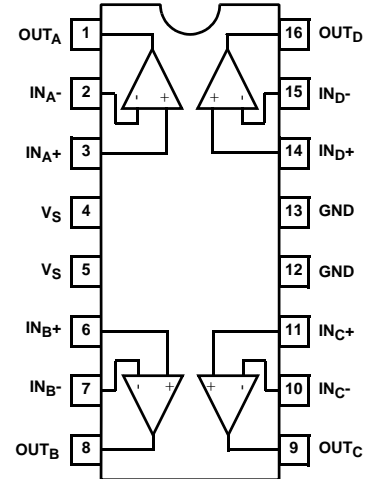 OUTA 1 16 OUTD
INA- 2 - + + - 15 IND-
INA+ 3 14 IND+
VS 4 13 GND
VS 5 12 GND
INB+ 6 11 INC+
INB- 7 - + + - 10 INC-
OUTB 8 9 OUTC